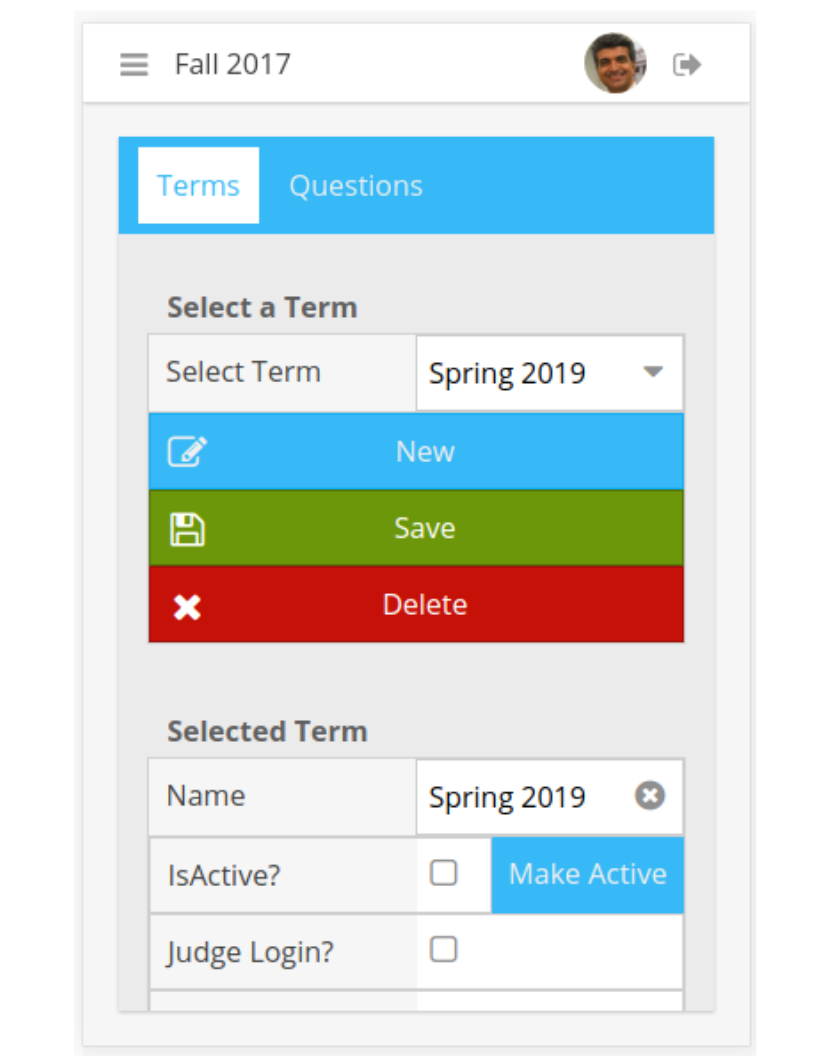 Fall 2017
Terms Questions
Select a Term
Select Term Spring 2019
New
Save
Delete
Selected Term
Name Spring 2019
IsActive? Make Active
Judge Login?